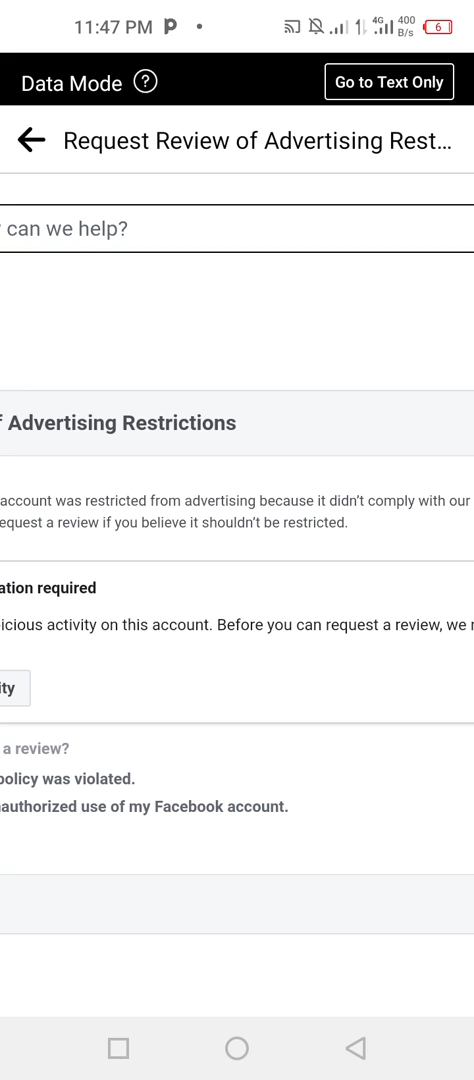 11:47 PM
4G
400 B/s
6
Data Mode ?
Go to Text Only
Request Review of Advertising Rest...
can we help?
f Advertising Restrictions
account was restricted from advertising because it didn't comply with our
equest a review if you believe it shouldn't be restricted.
ation required
icious activity on this account. Before you can request a review, we
ity
a review?
policy was violated.
authorized use of my Facebook account.